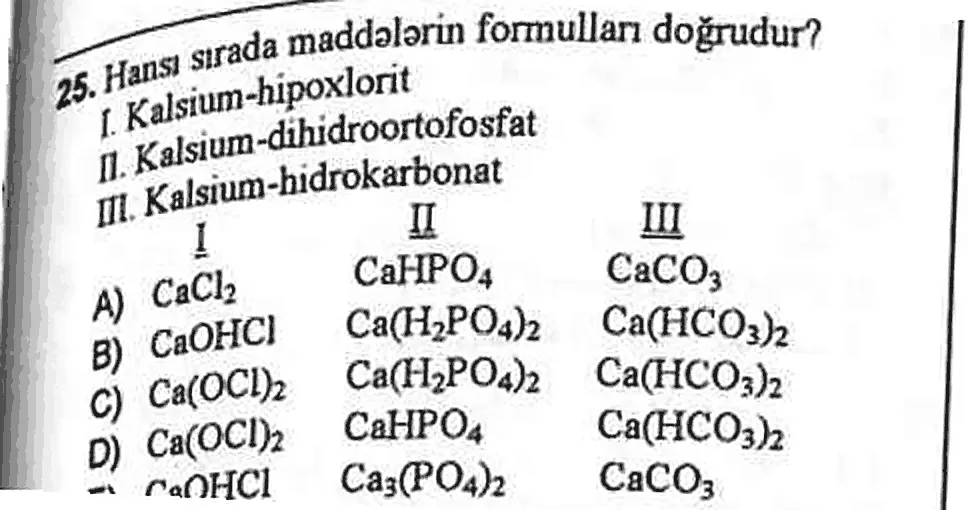 25. Hansı sırada maddələrin formulları doğrudur?
I. Kalsium-hipoxlorit
II. Kalsium-dihidroortofosfat
III. Kalsium-hidrokarbonat
I II III
A) CaCl₂ CaHPO₄ CaCO₃
B) CaOHCl Ca(H₂PO₄)₂ Ca(HCO₃)₂
C) Ca(OCl)₂ Ca(H₂PO₄)₂ Ca(HCO₃)₂
D) Ca(OCl)₂ CaHPO₄ Ca(HCO₃)₂
CaOHCl Ca₃(PO₄)₂ CaCO₃